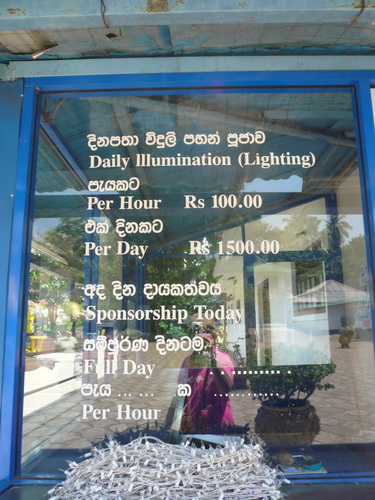 දිනපතා විදුලි පහන් පූජාව
Daily Illumination (Lighting)
පැයකට
Per Hour Rs 100.00
එක් දිනකට
Per Day ..... Rs 1500.00
අද දින දායකත්වය
Sponsorship Today
සම්පූර්ණ දිනටම
Full Day ................
පැය ... ... ක ............
Per Hour